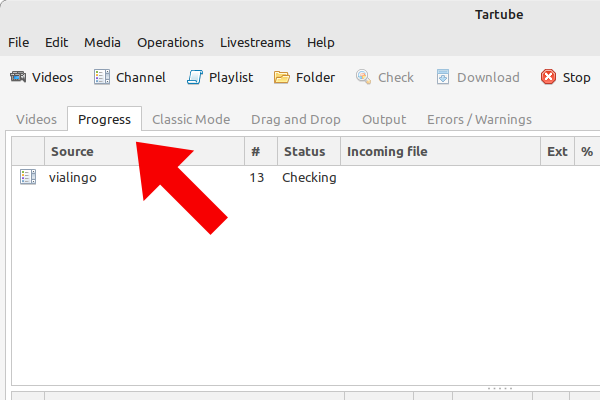 Tartube
File Edit Media Operations Livestreams Help
Videos Channel Playlist Folder Check Download Stop
Videos Progress Classic Mode Drag and Drop Output Errors / Warnings
Source # Status Incoming file Ext %
vialingo 13 Checking